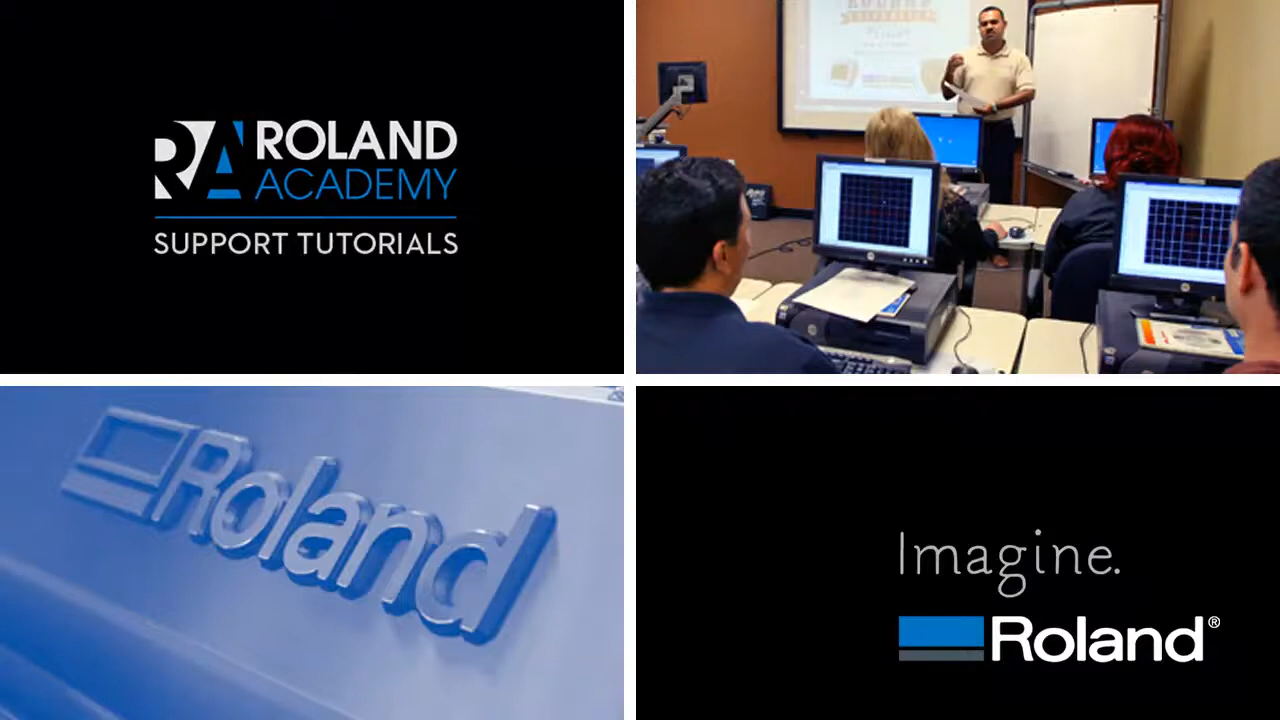 RA ROLAND
ACADEMY
SUPPORT TUTORIALS
Roland
Imagine.
Roland®